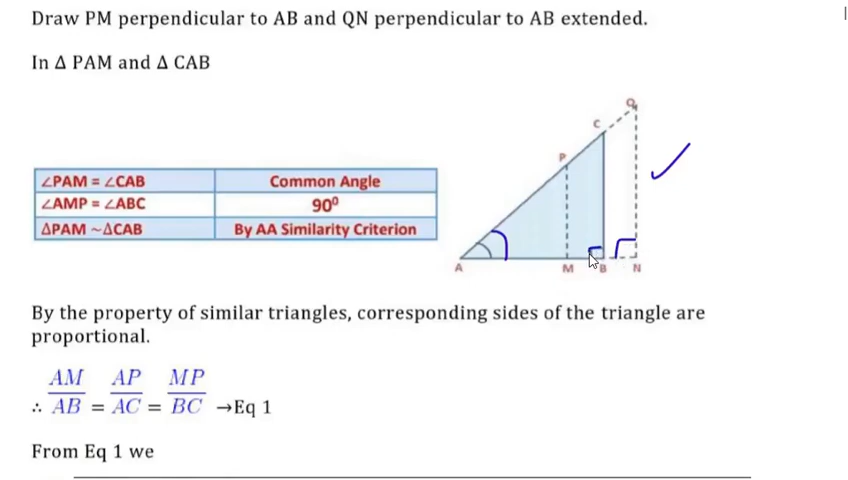 Draw PM perpendicular to AB and QN perpendicular to AB extended.
In Δ PAM and Δ CAB
∠PAM = ∠CAB Common Angle
∠AMP = ∠ABC 90⁰
ΔPAM ~ΔCAB By AA Similarity Criterion
Q
C
P
A M B N
By the property of similar triangles, corresponding sides of the triangle are
proportional.
∴ AM/AB = AP/AC = MP/BC →Eq 1
From Eq 1 we